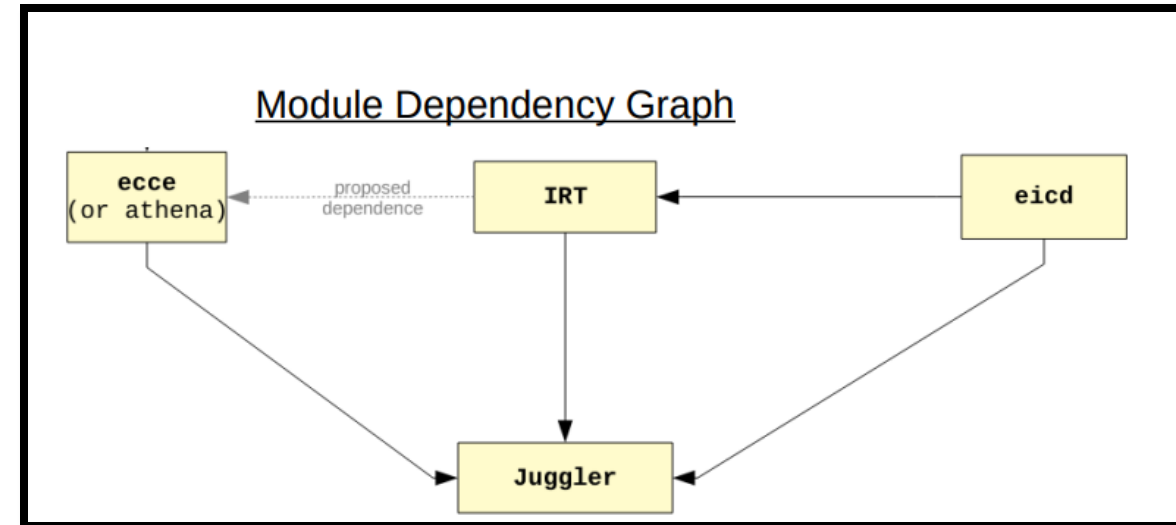 Module Dependency Graph
ecce
(or athena)
proposed
dependence
IRT
eicd
Juggler